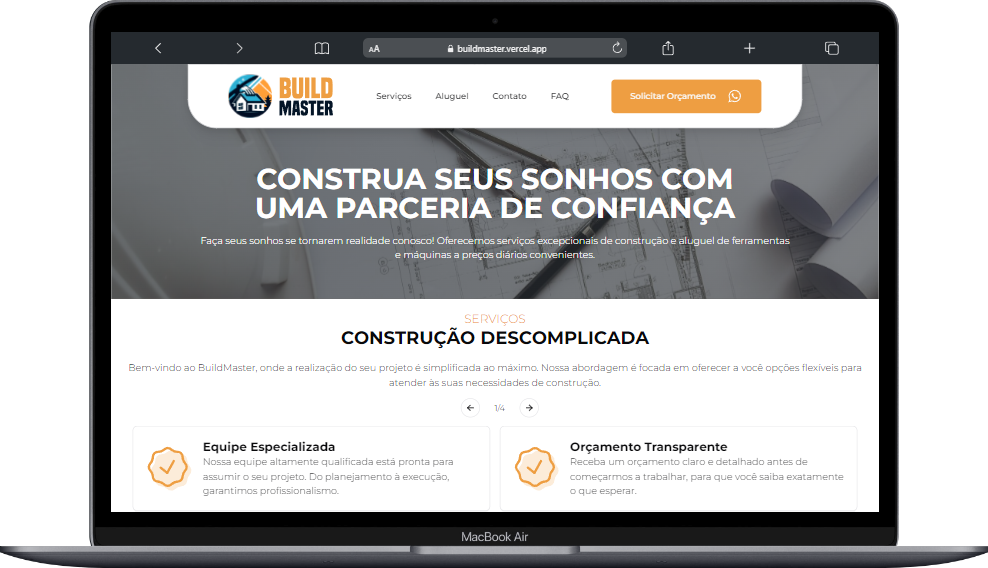 AA buildmaster.vercel.app
BUILD
MASTER
Serviços Aluguel Contato FAQ Solicitar Orçamento
CONSTRUA SEUS SONHOS COM
UMA PARCERIA DE CONFIANÇA
Faça seus sonhos se tornarem realidade conosco! Oferecemos serviços excepcionais de construção e aluguel de ferramentas
e máquinas a preços diários convenientes.
SERVIÇOS
CONSTRUÇÃO DESCOMPLICADA
Bem-vindo ao BuildMaster, onde a realização do seu projeto é simplificada ao máximo. Nossa abordagem é focada em oferecer a você opções flexíveis para
atender às suas necessidades de construção.
1/4
Equipe Especializada
Nossa equipe altamente qualificada está pronta para
assumir o seu projeto. Do planejamento à execução,
garantimos profissionalismo.
Orçamento Transparente
Receba um orçamento claro e detalhado antes de
começarmos a trabalhar, para que você saiba exatamente
o que esperar.
MacBook Air